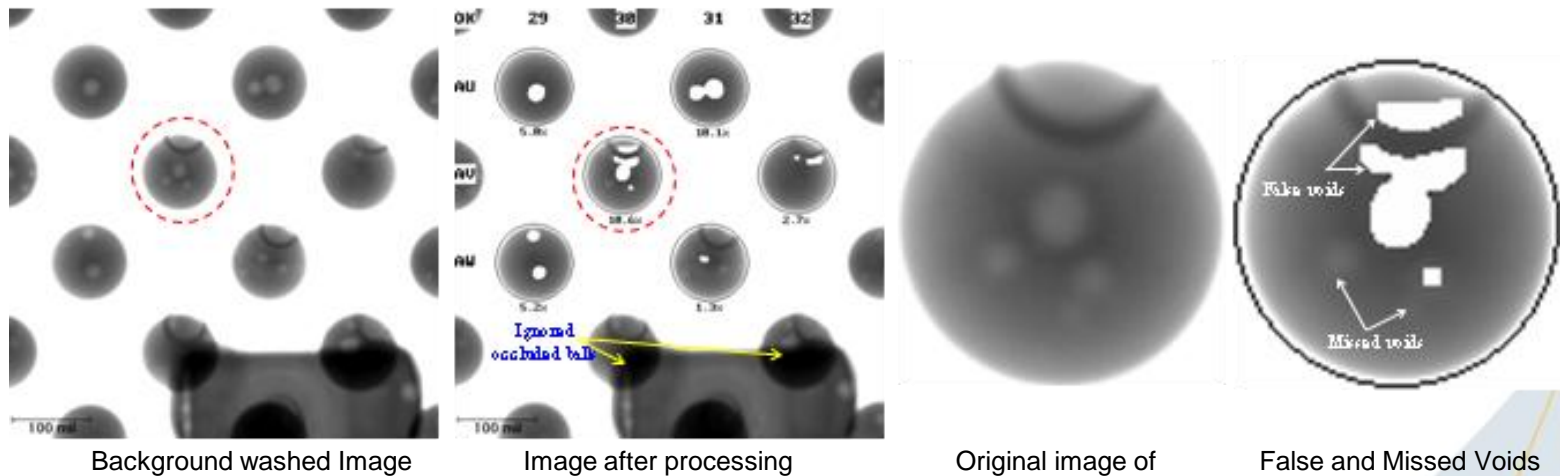 OK 29 30 31 32
AU
5.0% 10.1%
AV
10.6% 2.7%
AW
5.2% 1.3%
False voids
Missed voids
Ignored
occluded balls
100 mil 100 mil
Background washed Image Image after processing Original image of False and Missed Voids